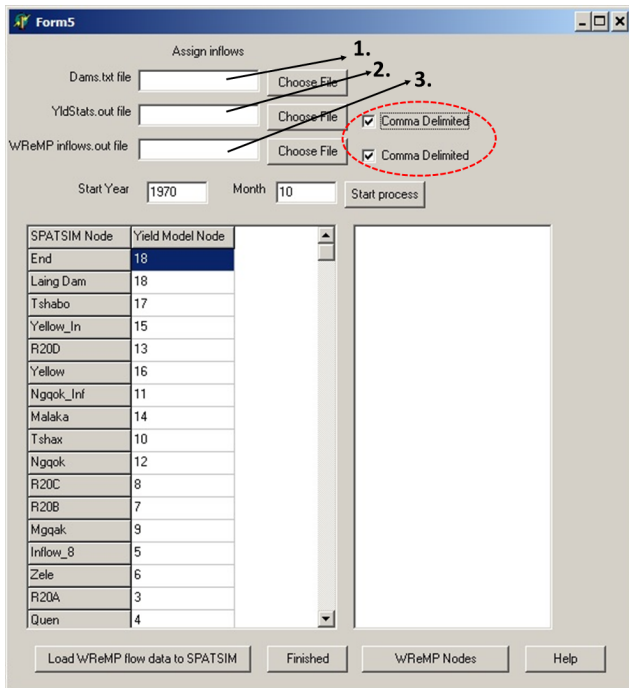 Form5
Assign inflows
1.
Dams.txt file Choose File
2.
YldStats.out file Choose File Comma Delimited
3.
WReMP inflows.out file Choose File Comma Delimited
Start Year 1970 Month 10 Start process
SPATSIM Node Yield Model Node
End 18
Laing Dam 18
Tshabo 17
Yellow_In 15
R20D 13
Yellow 16
Ngqok_Inf 11
Malaka 14
Tshax 10
Ngqok 12
R20C 8
R20B 7
Mgqak 9
Inflow_8 5
Zele 6
R20A 3
Quen 4
Load WReMP flow data to SPATSIM Finished WReMP Nodes Help